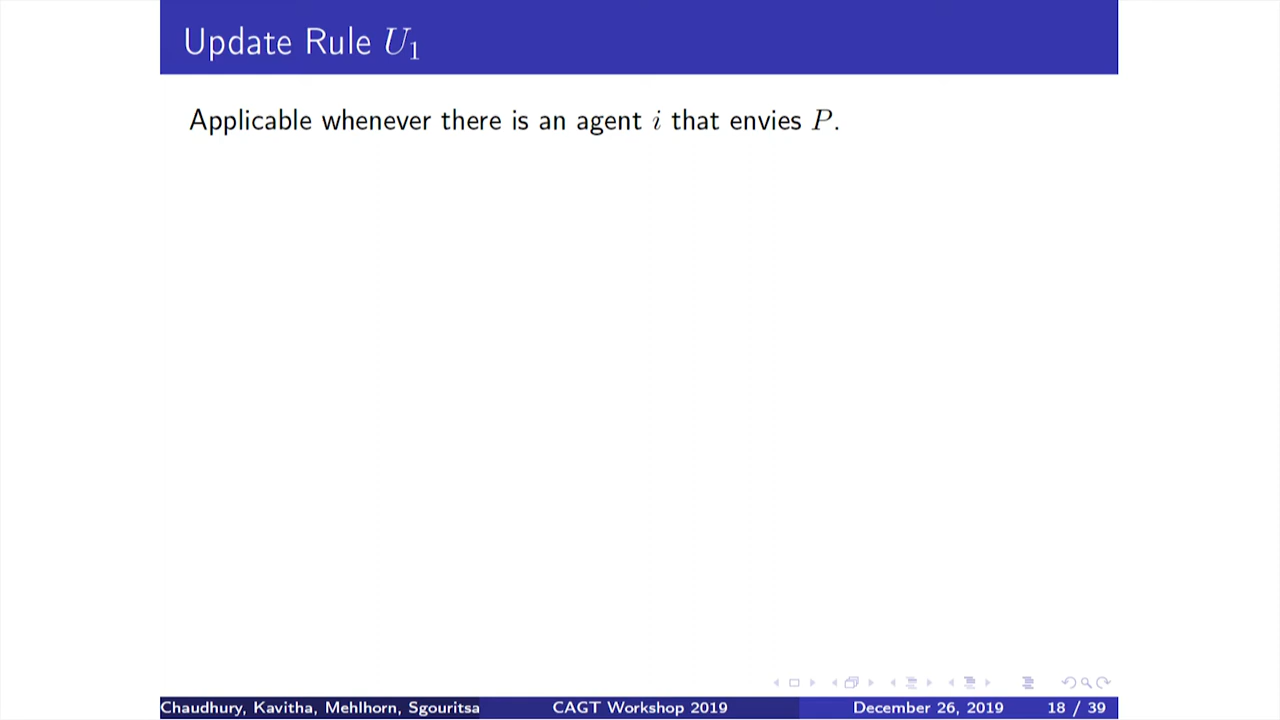 Update Rule U₁
Applicable whenever there is an agent i that envies P.
Chaudhury, Kavitha, Mehlhorn, Sgouritsa CAGT Workshop 2019 December 26, 2019 18 / 39